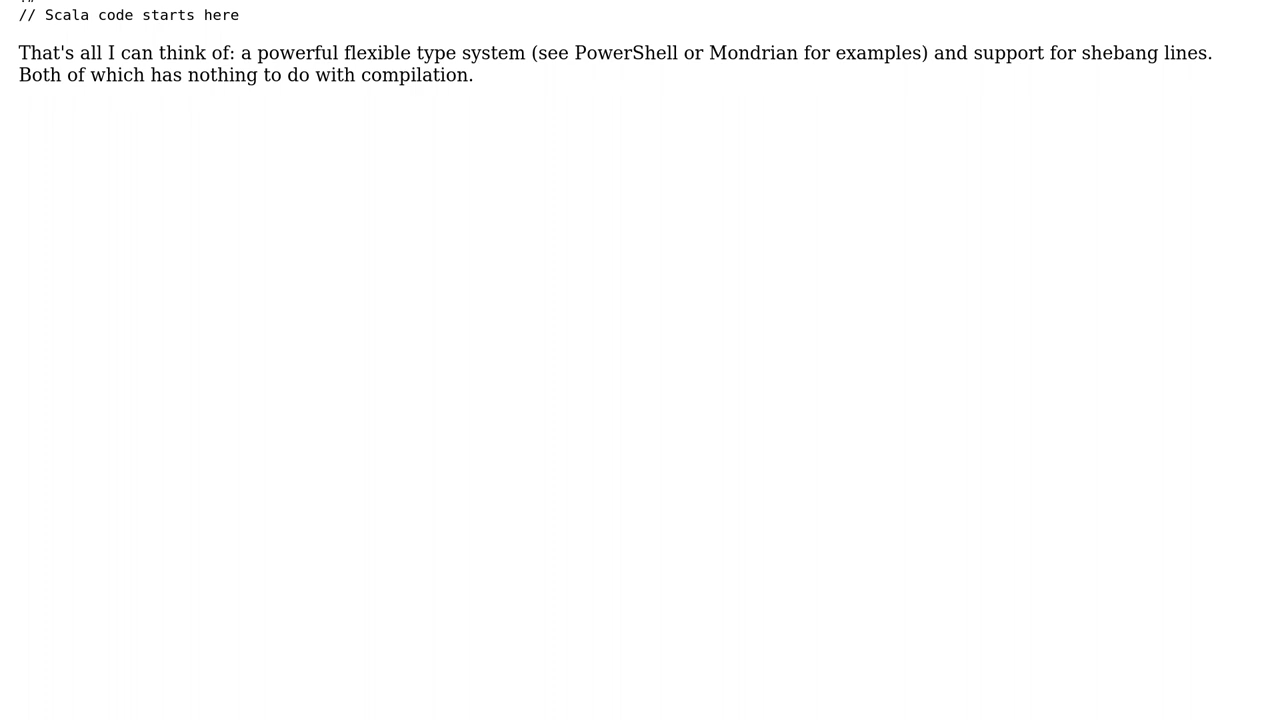 // Scala code starts here
That's all I can think of: a powerful flexible type system (see PowerShell or Mondrian for examples) and support for shebang lines.
Both of which has nothing to do with compilation.